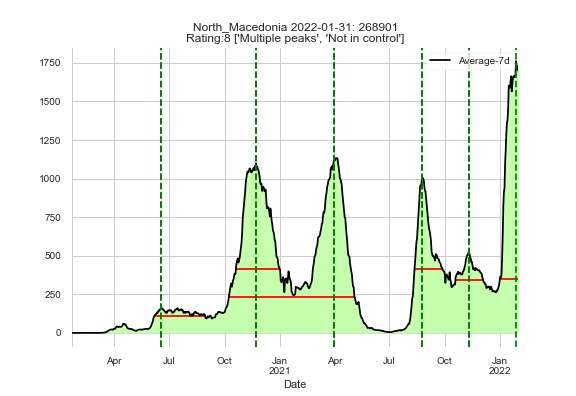 North_Macedonia 2022-01-31: 268901
Rating:8 ['Multiple peaks', 'Not in control']
Average-7d
1750
1500
1250
1000
750
500
250
0
Apr Jul Oct Jan Apr Jul Oct Jan
2021 2022
Date